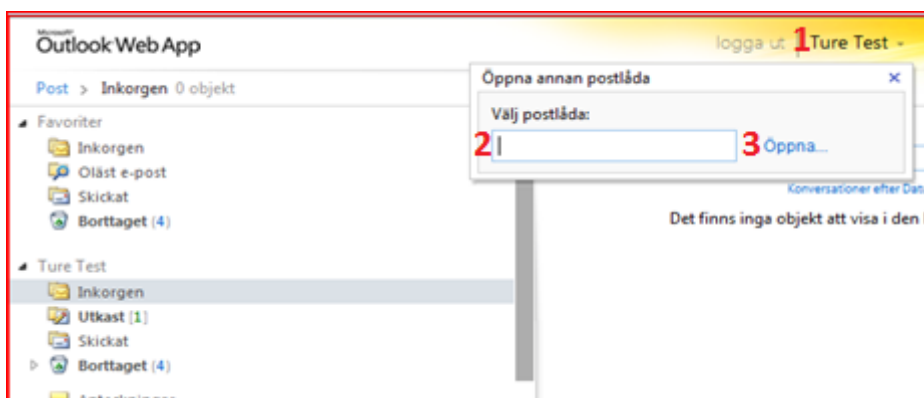 Microsoft
Outlook Web App
logga ut 1 Ture Test
Post > Inkorgen 0 objekt
Öppna annan postlåda ×
Välj postlåda:
2 3 Öppna...
Favoriter
Inkorgen
Oläst e-post
Skickat
Borttaget (4)
Konversationer efter Dat
Det finns inga objekt att visa i den
Ture Test
Inkorgen
Utkast [1]
Skickat
Borttaget (4)
Anteckningar